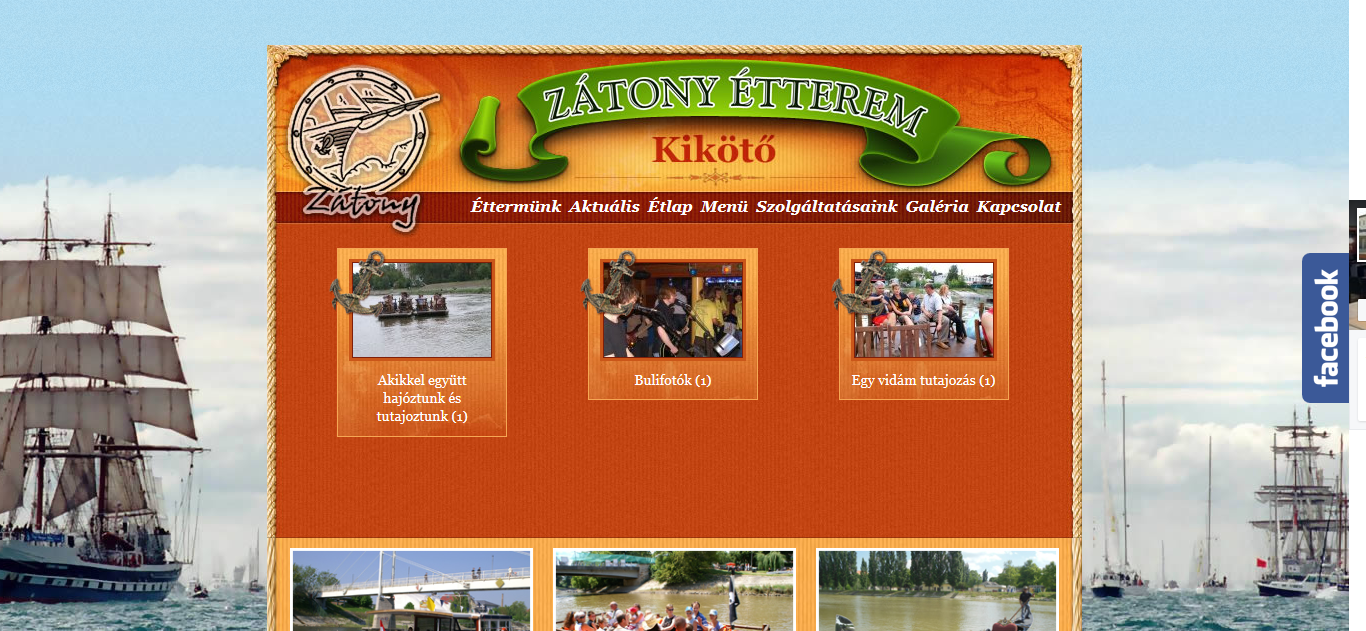 ZÁTONY ÉTTEREM
Kikötő
Zátony
Éttermünk Aktuális Étlap Menü Szolgáltatásaink Galéria Kapcsolat
Akikkel együtt
hajóztunk és
tutajoztunk (1)
Bulifotók (1)
Egy vidám tutajozás (1)
facebook